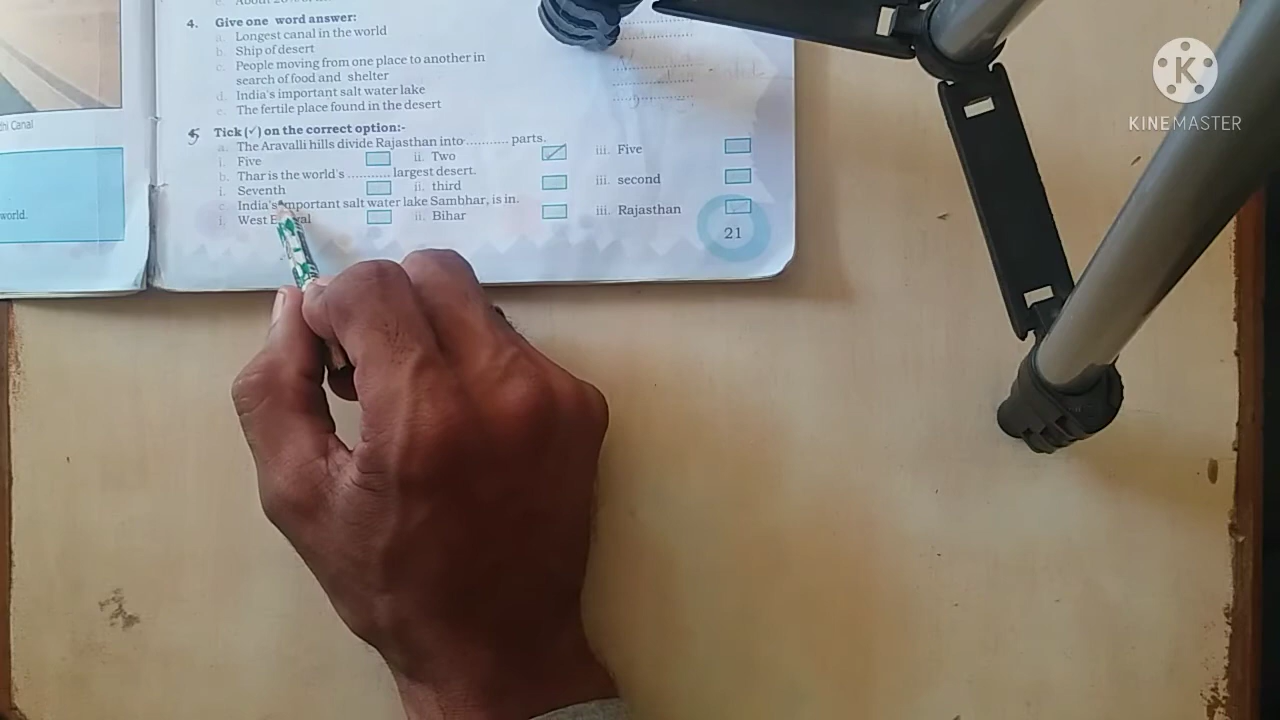 4. Give one word answer:
a. Longest canal in the world
b. Ship of desert
c. People moving from one place to another in
search of food and shelter
d. India's important salt water lake
e. The fertile place found in the desert
5 Tick (✓) on the correct option:-
a. The Aravalli hills divide Rajasthan into .......... parts.
i. Five ii. Two iii. Five
b. Thar is the world's .......... largest desert.
i. Seventh ii. third iii. second
c. India's important salt water lake Sambhar, is in.
i. West ii. Bihar iii. Rajasthan
21
Canal
world.
KINEMASTER